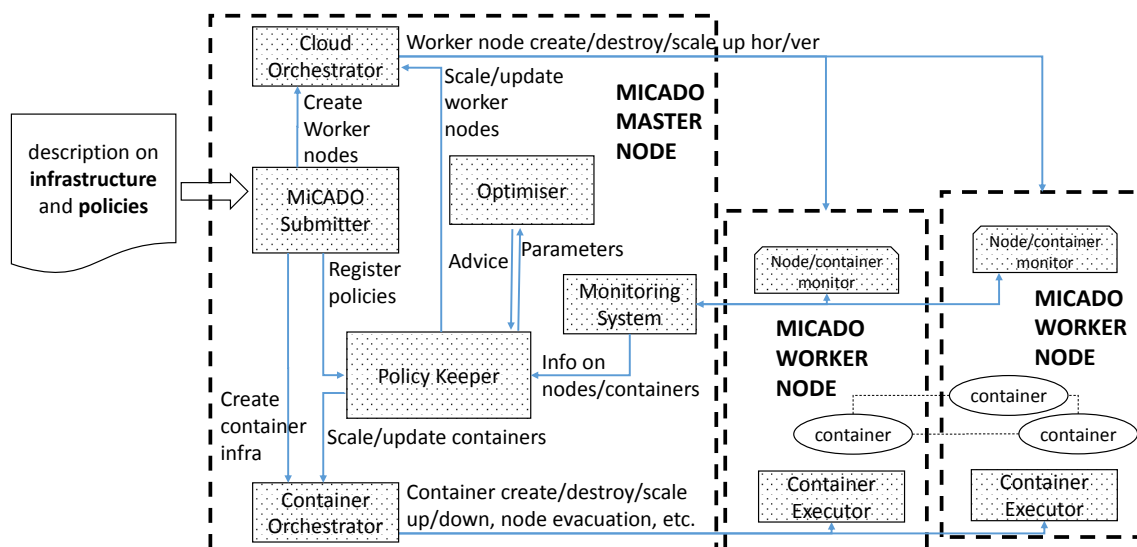 Cloud
Orchestrator
Worker node create/destroy/scale up hor/ver
Scale/update
worker
nodes
Create
Worker
nodes
MICADO
MASTER
NODE
description on
infrastructure
and policies
MiCADO
Submitter
Optimiser
Advice
Parameters
Register
policies
Monitoring
System
Node/container
monitor
Node/container
monitor
MICADO
WORKER
NODE
MICADO
WORKER
NODE
Policy Keeper
Info on
nodes/containers
Create
container
infra
Scale/update containers
container
container
container
Container
Orchestrator
Container create/destroy/scale
up/down, node evacuation, etc.
Container
Executor
Container
Executor